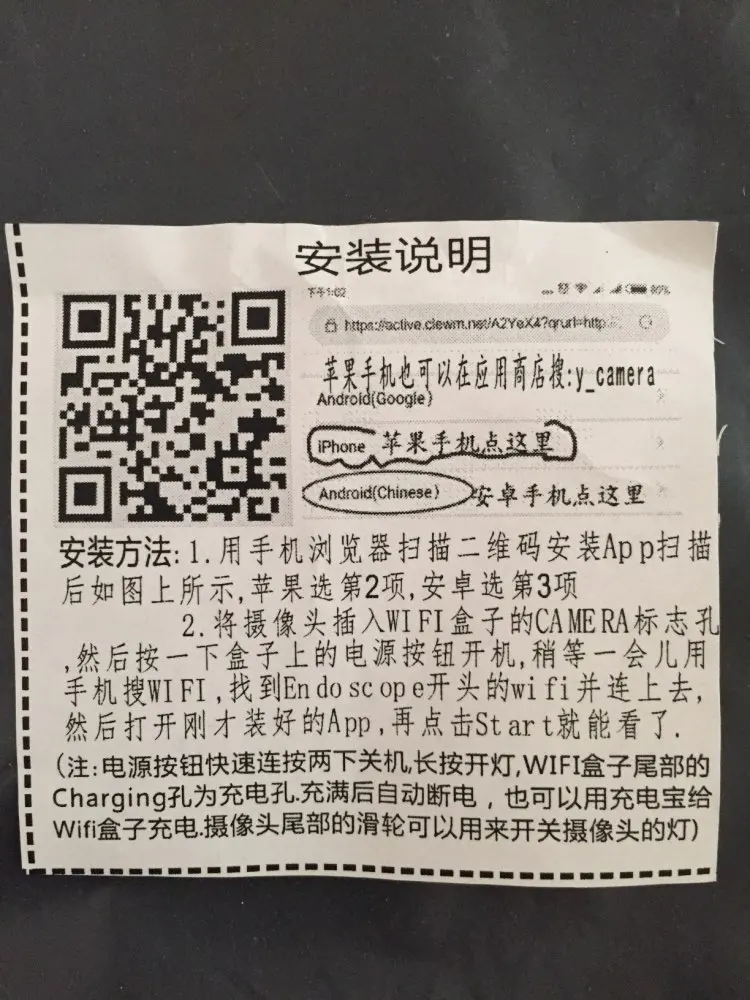 安装说明
下午1:02 80%
https://active.clewm.net/A2YeX4?qrurl=http
苹果手机也可以在应用商店搜:y_camera
Android(Google)
iPhone 苹果手机点这里
Android(Chinese) 安卓手机点这里
安装方法: 1.用手机浏览器扫描二维码安装App扫描
后如图上所示,苹果选第2项,安卓选第3项
2.将摄像头插入WIFI盒子的CAMERA标志孔
,然后按一下盒子上的电源按钮开机,稍等一会儿用
手机搜WIFI,找到Endoscope开头的wifi并连上去,
然后打开刚才装好的App,再点击Start就能看了.
(注:电源按钮快速连按两下关机,长按开灯,WIFI盒子尾部的
Charging孔为充电孔.充满后自动断电，也可以用充电宝给
Wifi盒子充电.摄像头尾部的滑轮可以用来开关摄像头的灯)